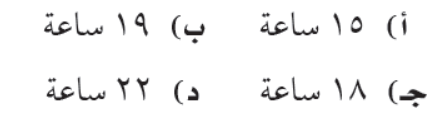 أ) ١٥ ساعة ب) ١٩ ساعة
جـ) ١٨ ساعة د) ٢٢ ساعة